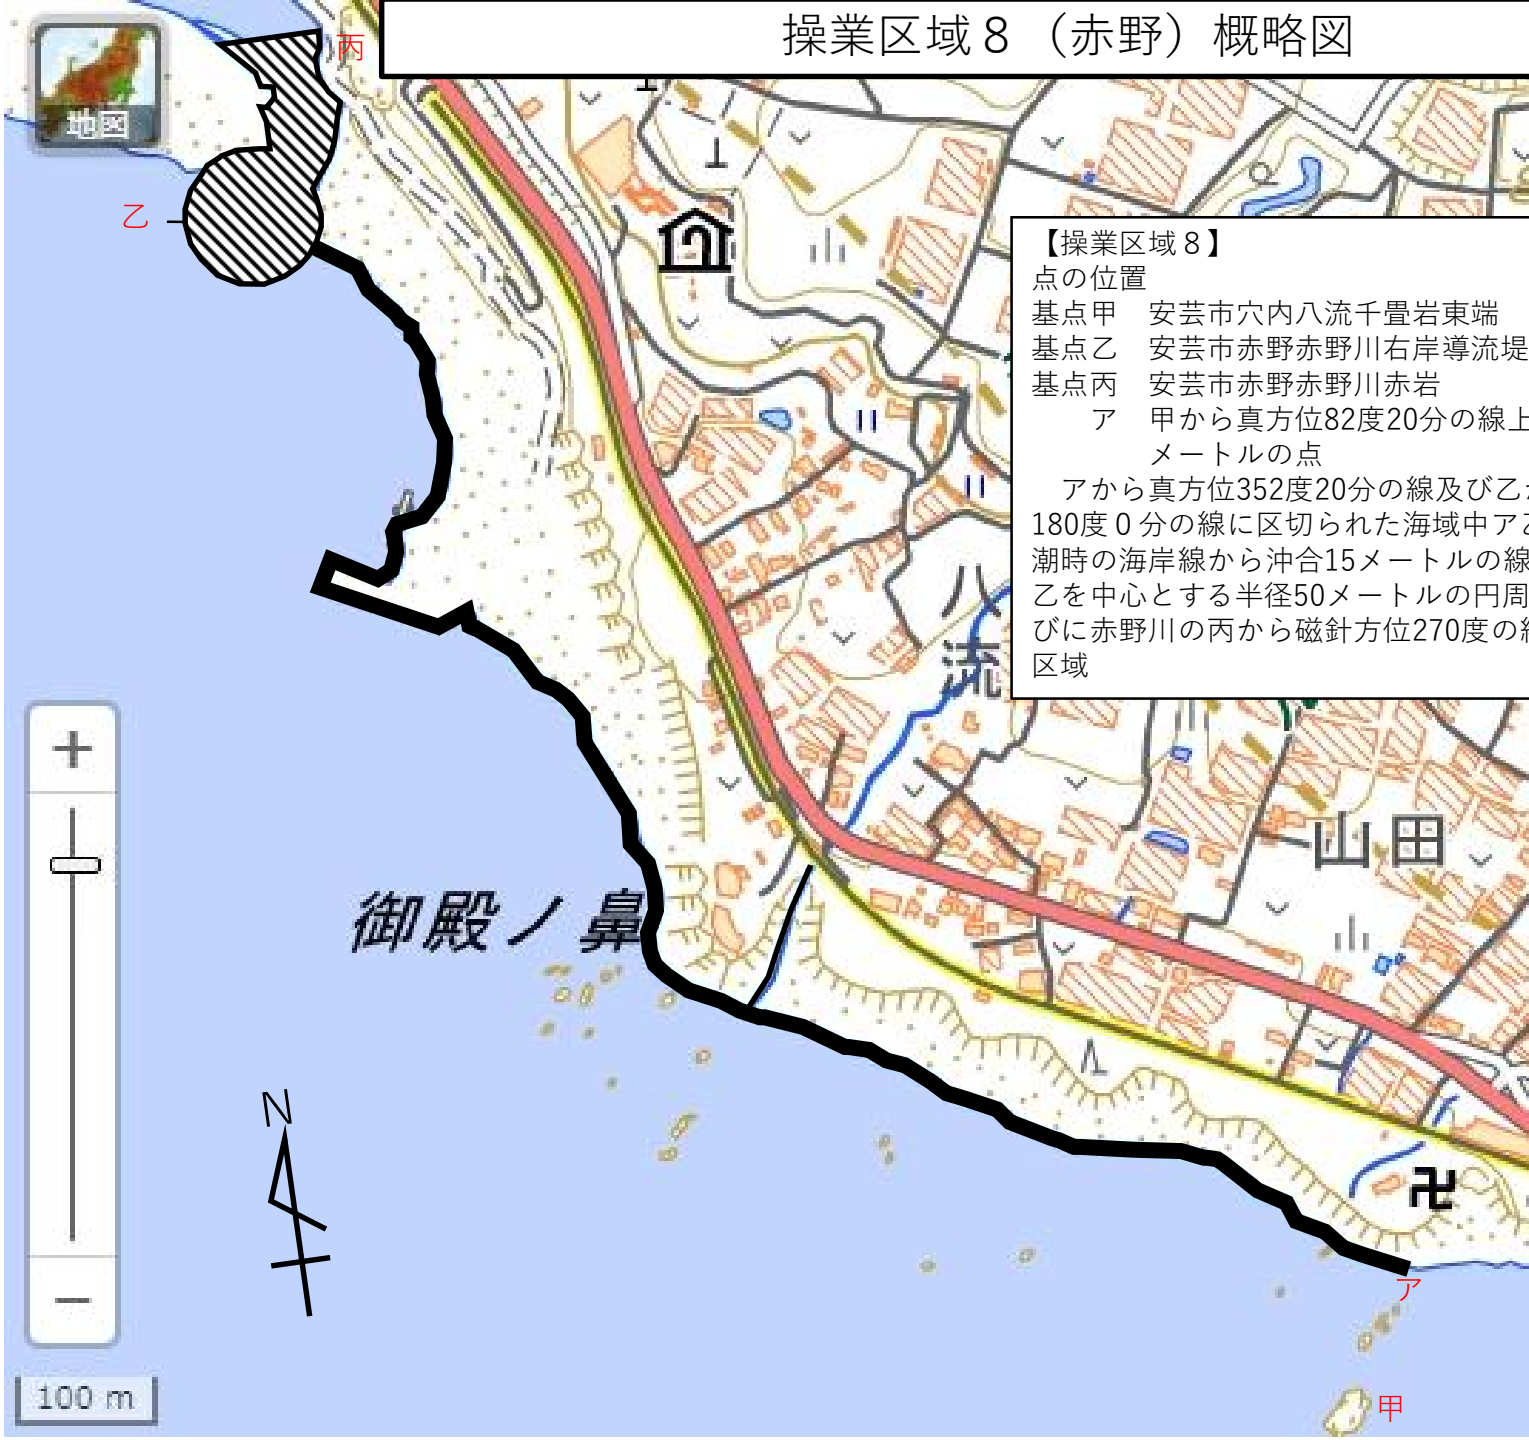 操業区域８（赤野）概略図
地図
丙
乙
【操業区域８】
点の位置
基点甲　安芸市穴内八流千畳岩東端
基点乙　安芸市赤野赤野川右岸導流堤
基点丙　安芸市赤野赤野川赤岩
ア　甲から真方位82度20分の線上
メートルの点
アから真方位352度20分の線及び乙
180度０分の線に区切られた海域中ア
潮時の海岸線から沖合15メートルの線
乙を中心とする半径50メートルの円周
びに赤野川の丙から磁針方位270度の
区域
八
流
山田
御殿ノ鼻
N
ア
甲
100 m